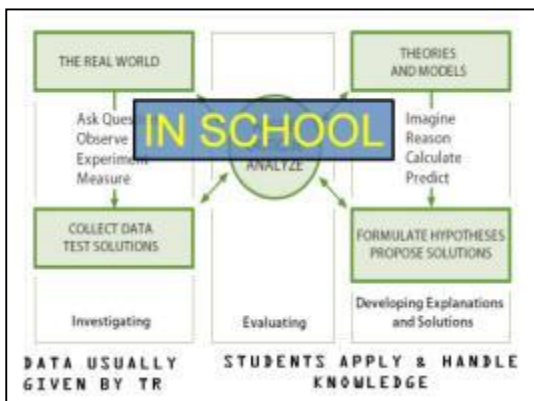 THE REAL WORLD
THEORIES
AND MODELS
IN SCHOOL
Ask
Observe
Experiment
Measure
ANALYZE
Imagine
Reason
Calculate
Predict
COLLECT DATA
TEST SOLUTIONS
FORMULATE HYPOTHESES
PROPOSE SOLUTIONS
Investigating
Evaluating
Developing Explanations
and Solutions
DATA USUALLY
GIVEN BY TR
STUDENTS APPLY & HANDLE
KNOWLEDGE